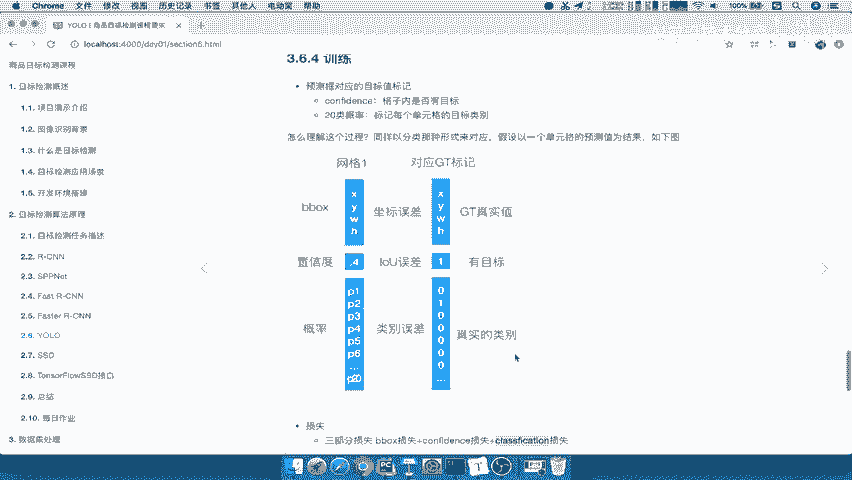 Chrome 文件 修改 视图 历史记录 书签 其他 电动窗 帮助
100%
localhost:4000/day01/section6.html
商品目标检测课程
1. 目标检测概述
1.1. 项目演示介绍
1.2. 图像识别背景
1.3. 什么是目标检测
1.4. 目标检测应用场景
1.5. 开发环境搭建
2. 目标检测算法原理
2.1. 目标检测任务描述
2.2. R-CNN
2.3. SPPNet
2.4. Fast R-CNN
2.5. Faster R-CNN
2.6. YOLO
2.7. SSD
2.8. TensorFlowSSD接口
2.9. 总结
2.10. 每日作业
3. 数据集处理
3.6.4 训练
预测框对应的目标值标记
confidence：格子内是否有目标
20类概率：标记每个单元格的目标类别
怎么理解这个过程？同样以分类那种形式来对应，假设以一个单元格的预测值为结果，如下图
网格1 对应GT标记
bbox
x
y
w
h
坐标误差
x
y
w
h
GT真实值
置信度 .4 IoU误差 1 有目标
概率
p1
p2
p3
p4
p5
p6
...
p20
类别误差
0
1
0
0
0
0
0
...
真实的类别
损失
三部分损失 bbox损失+confidence损失+classfication损失